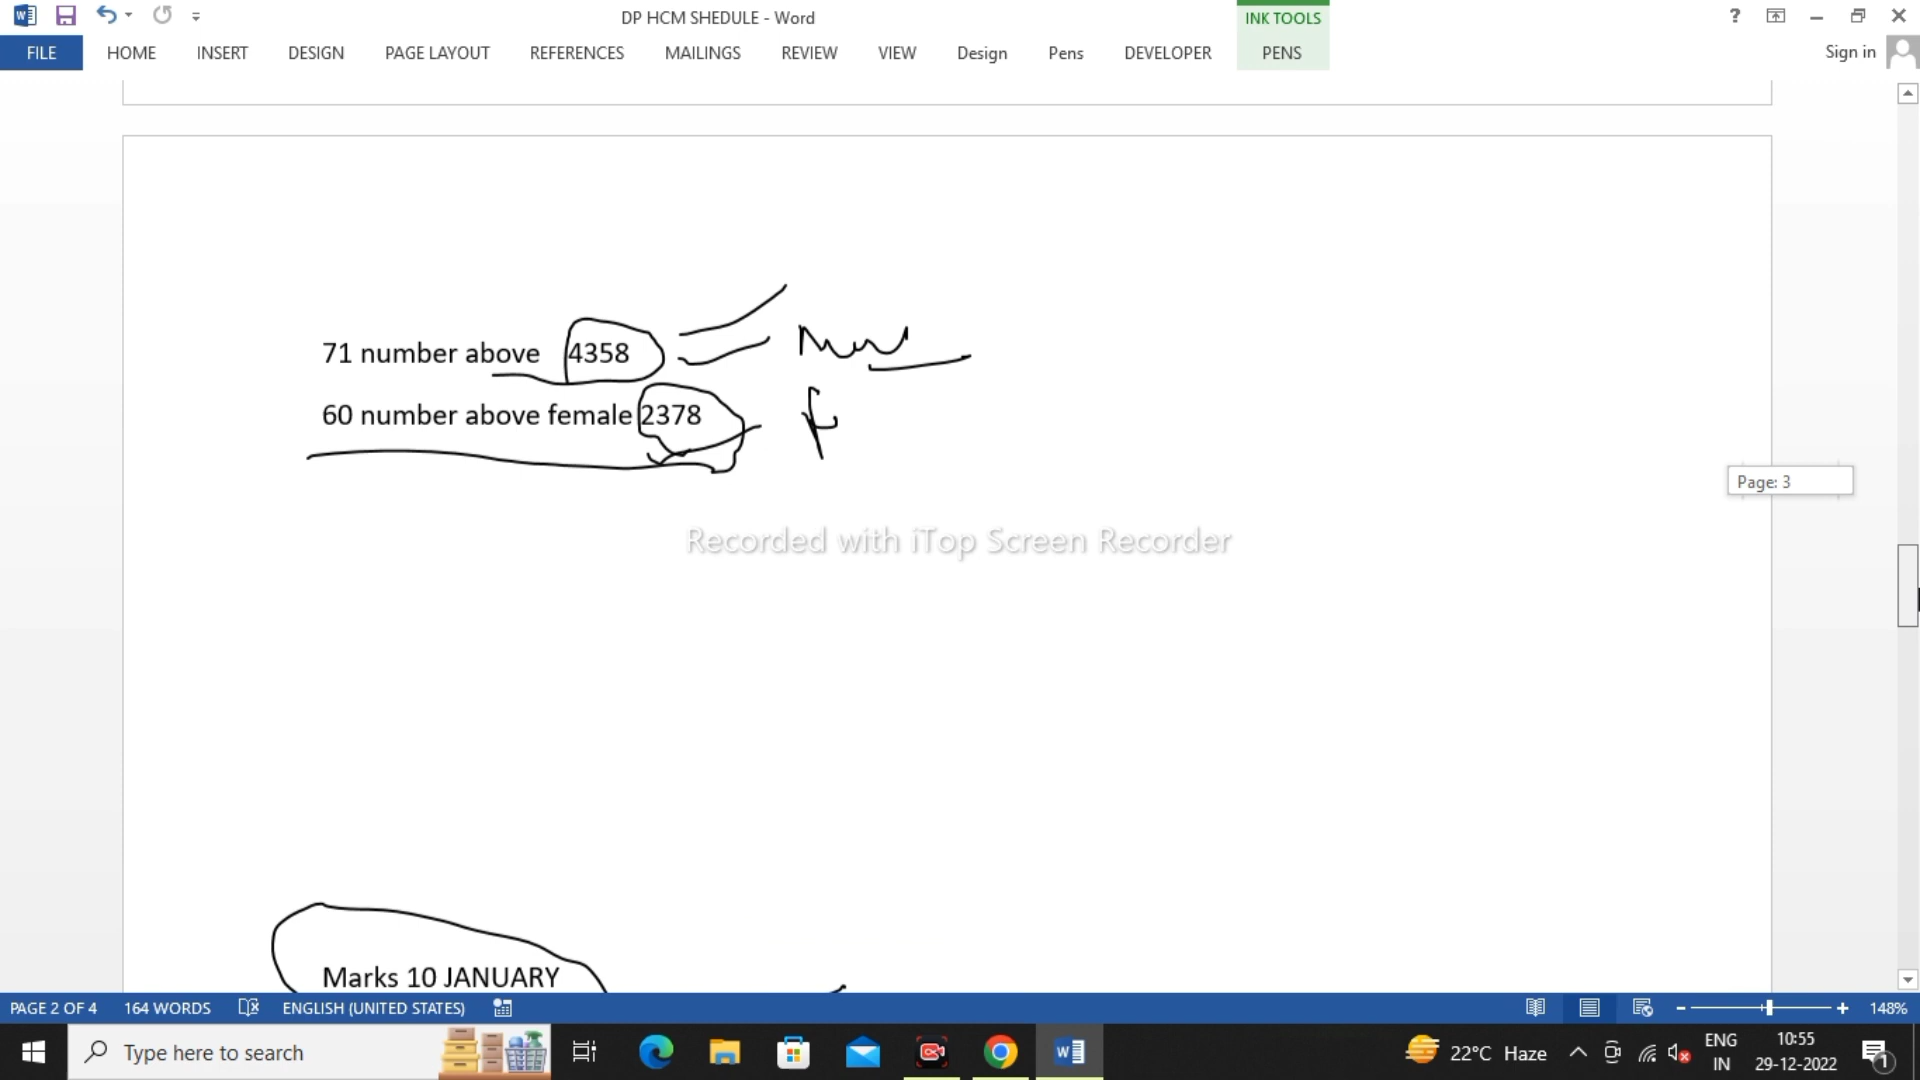 DP HCM SHEDULE - Word
INK TOOLS
?
FILE HOME INSERT DESIGN PAGE LAYOUT REFERENCES MAILINGS REVIEW VIEW Design Pens DEVELOPER PENS
Sign in
71 number above 4358
60 number above female 2378
Page: 3
Recorded with iTop Screen Recorder
Marks 10 JANUARY
PAGE 2 OF 4 164 WORDS ENGLISH (UNITED STATES) 148%
Type here to search
22°C Haze
ENG
IN
10:55
29-12-2022
1